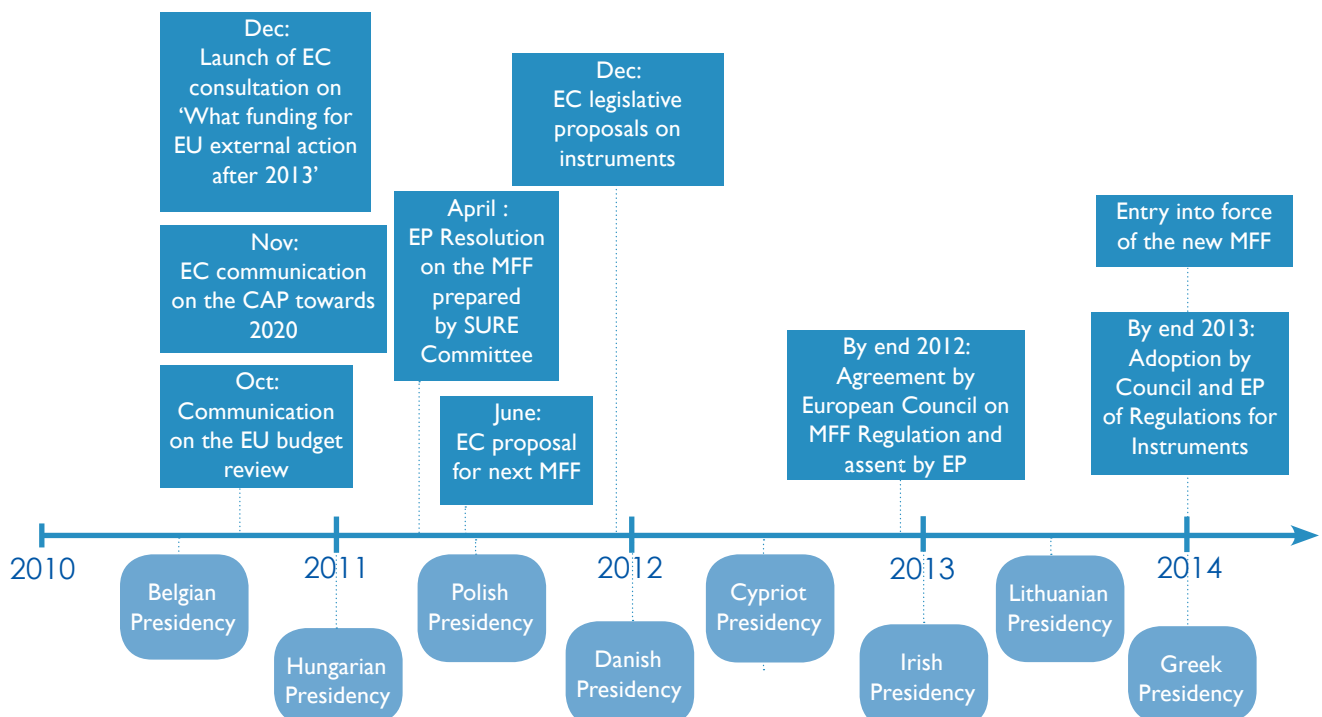 Dec:
Launch of EC
consultation on
‘What funding for
EU external action
after 2013’
Nov:
EC communication
on the CAP towards
2020
Oct:
Communication
on the EU budget
review
April :
EP Resolution
on the MFF
prepared
by SURE
Committee
June:
EC proposal
for next MFF
Dec:
EC legislative
proposals on
instruments
By end 2012:
Agreement by
European Council on
MFF Regulation and
assent by EP
Entry into force
of the new MFF
By end 2013:
Adoption by
Council and EP
of Regulations for
Instruments
2010
2011
2012
2013
2014
Belgian
Presidency
Hungarian
Presidency
Polish
Presidency
Danish
Presidency
Cypriot
Presidency
Irish
Presidency
Lithuanian
Presidency
Greek
Presidency